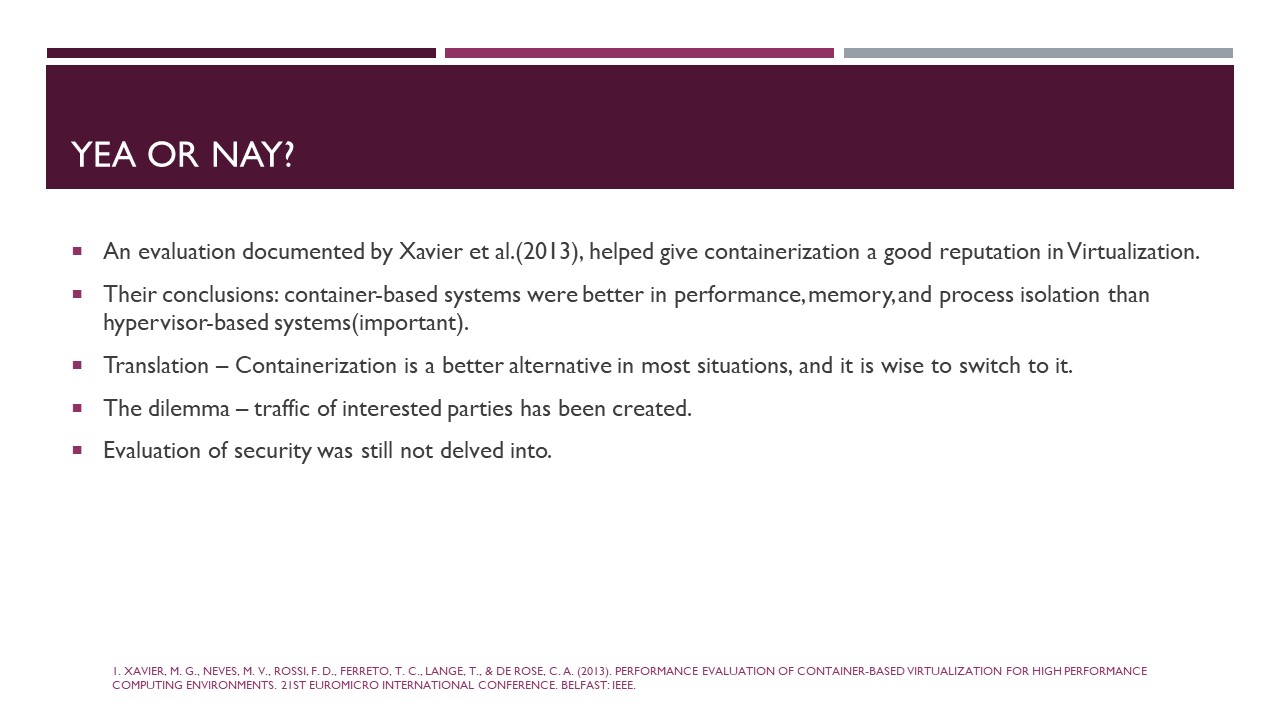 YEA OR NAY?
An evaluation documented by Xavier et al.(2013), helped give containerization a good reputation in Virtualization.
Their conclusions: container-based systems were better in performance, memory, and process isolation than
hypervisor-based systems(important).
Translation – Containerization is a better alternative in most situations, and it is wise to switch to it.
The dilemma – traffic of interested parties has been created.
Evaluation of security was still not delved into.
1. XAVIER, M. G., NEVES, M. V., ROSSI, F. D., FERRETO, T. C., LANGE, T., & DE ROSE, C. A. (2013). PERFORMANCE EVALUATION OF CONTAINER-BASED VIRTUALIZATION FOR HIGH PERFORMANCE
COMPUTING ENVIRONMENTS. 21ST EUROMICRO INTERNATIONAL CONFERENCE. BELFAST: IEEE.